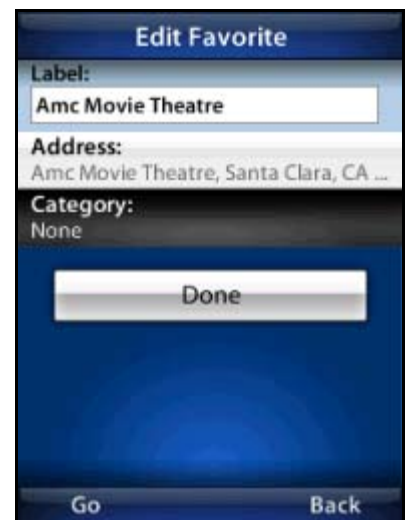 Edit Favorite
Label:
Amc Movie Theatre
Address:
Amc Movie Theatre, Santa Clara, CA ...
Category:
None
Done
Go Back